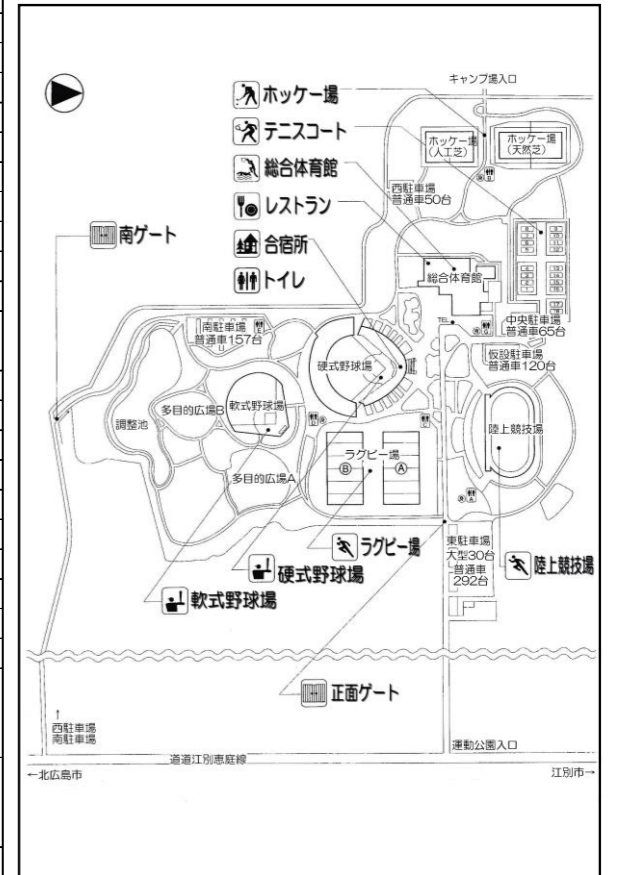 キャンプ場入口
ホッケー場
テニスコート
総合体育館
レストラン
合宿所
トイレ
ホッケー場
(人工芝)
ホッケー場
(天然芝)
西駐車場
普通車50台
南ゲート
総合体育館
TEL
中央駐車場
普通車65台
南駐車場
普通車157台
仮設駐車場
普通車120台
硬式野球場
軟式野球場
多目的広場B
調整池
陸上競技場
ラグビー場
B
A
多目的広場A
東駐車場
大型30台
普通車
292台
ラグビー場
陸上競技場
硬式野球場
軟式野球場
正面ゲート
↑
西駐車場
南駐車場
運動公園入口
道道江別恵庭線
←北広島市
江別市→